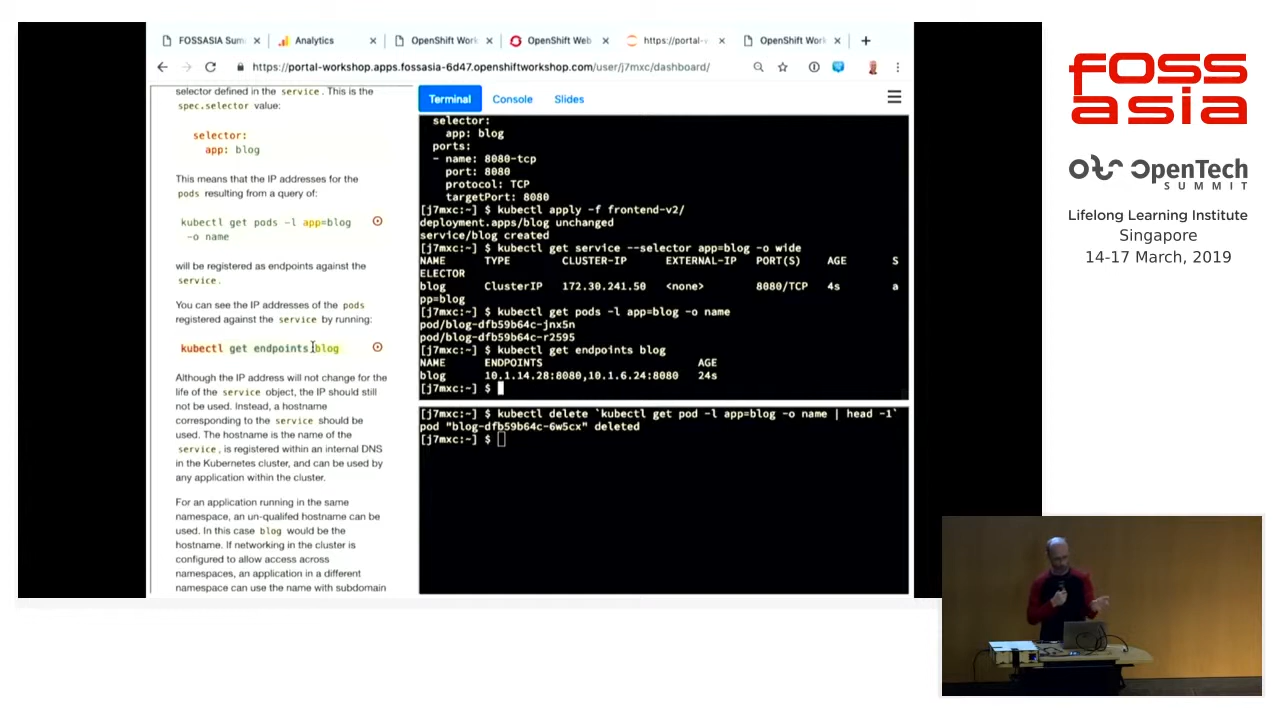 FOSSASIA Sum
Analytics
OpenShift Work
OpenShift Web
https://portal-w
OpenShift Work
https://portal-workshop.apps.fossasia-6d47.openshiftworkshop.com/user/j7mxc/dashboard/
selector defined in the service. This is the
spec.selector value:
selector:
app: blog
This means that the IP addresses for the
pods resulting from a query of:
kubectl get pods -l app=blog
-o name
will be registered as endpoints against the
service.
You can see the IP addresses of the pods
registered against the service by running:
kubectl get endpoints blog
Although the IP address will not change for the
life of the service object, the IP should still
not be used. Instead, a hostname
corresponding to the service should be
used. The hostname is the name of the
service, is registered within an internal DNS
in the Kubernetes cluster, and can be used by
any application within the cluster.
For an application running in the same
namespace, an un-qualifed hostname can be
used. In this case blog would be the
hostname. If networking in the cluster is
configured to allow access across
namespaces, an application in a different
namespace can use the name with subdomain
Terminal Console Slides
selector:
app: blog
ports:
- name: 8080-tcp
port: 8080
protocol: TCP
targetPort: 8080
[j7mxc:~] $ kubectl apply -f frontend-v2/
deployment.apps/blog unchanged
service/blog created
[j7mxc:~] $ kubectl get service --selector app=blog -o wide
NAME TYPE CLUSTER-IP EXTERNAL-IP PORT(S) AGE S
ELECTOR
blog ClusterIP 172.30.241.50 <none> 8080/TCP 4s a
pp=blog
[j7mxc:~] $ kubectl get pods -l app=blog -o name
pod/blog-dfb59b64c-jnx5n
pod/blog-dfb59b64c-r2595
[j7mxc:~] $ kubectl get endpoints blog
NAME ENDPOINTS AGE
blog 10.1.14.28:8080,10.1.6.24:8080 24s
[j7mxc:~] $
[j7mxc:~] $ kubectl delete `kubectl get pod -l app=blog -o name | head -1`
pod "blog-dfb59b64c-6w5cx" deleted
[j7mxc:~] $
FOSS
asia
OpenTech
SUMMIT
Lifelong Learning Institute
Singapore
14-17 March, 2019